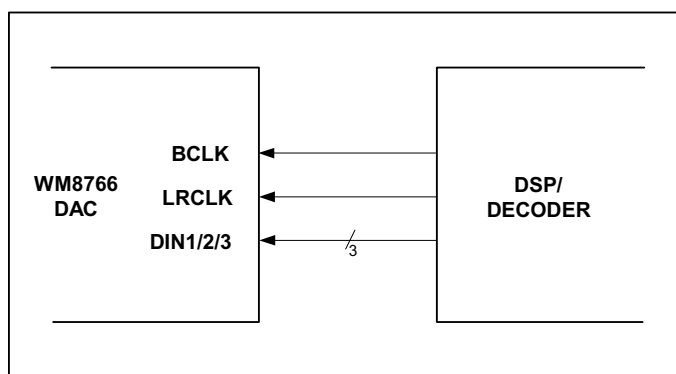 BCLK
WM8766
DAC
LRCLK
DIN1/2/3
3
DSP/
DECODER